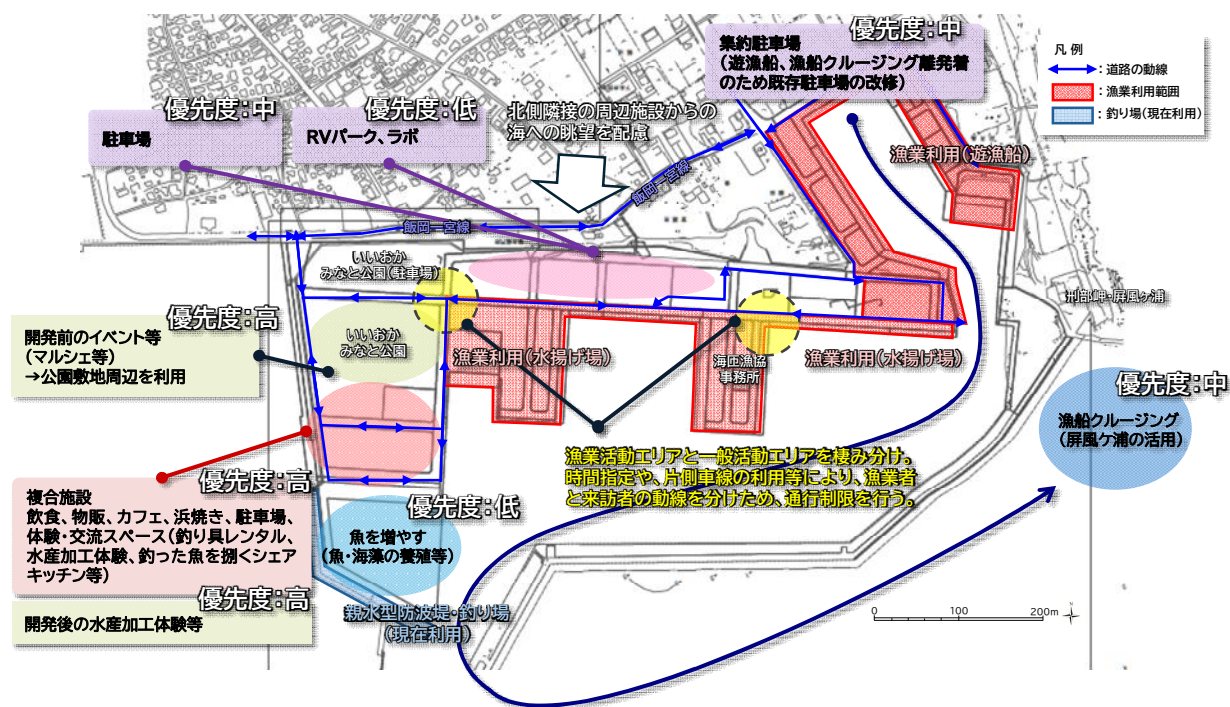 優先度：中
集約駐車場
（遊漁船、漁船クルージング離発着
のため既存駐車場の改修）
凡 例
：道路の動線
：漁業利用範囲
：釣り場（現在利用）
優先度：中
駐車場
優先度：低
RVパーク、ラボ
北側隣接の周辺施設からの
海への眺望を配慮
漁業利用（遊漁船）
飯岡一宮線
飯岡一宮線
いいおか
みなと公園（駐車場）
刑部岬・屏風ヶ浦
優先度：高
開発前のイベント等
（マルシェ等）
→公園敷地周辺を利用
いいおか
みなと公園
漁業利用（水揚げ場）
海匝漁協
事務所
漁業利用（水揚げ場）
優先度：中
漁船クルージング
（屏風ケ浦の活用）
漁業活動エリアと一般活動エリアを棲み分け。
時間指定や、片側車線の利用等により、漁業者
と来訪者の動線を分けため、通行制限を行う。
優先度：高
複合施設
飲食、物販、カフェ、浜焼き、駐車場、
体験・交流スペース（釣り具レンタル、
水産加工体験、釣った魚を捌くシェア
キッチン等）
優先度：低
魚を増やす
（魚・海藻の養殖等）
優先度：高
開発後の水産加工体験等
親水型防波堤・釣り場
（現在利用）
0 100 200m